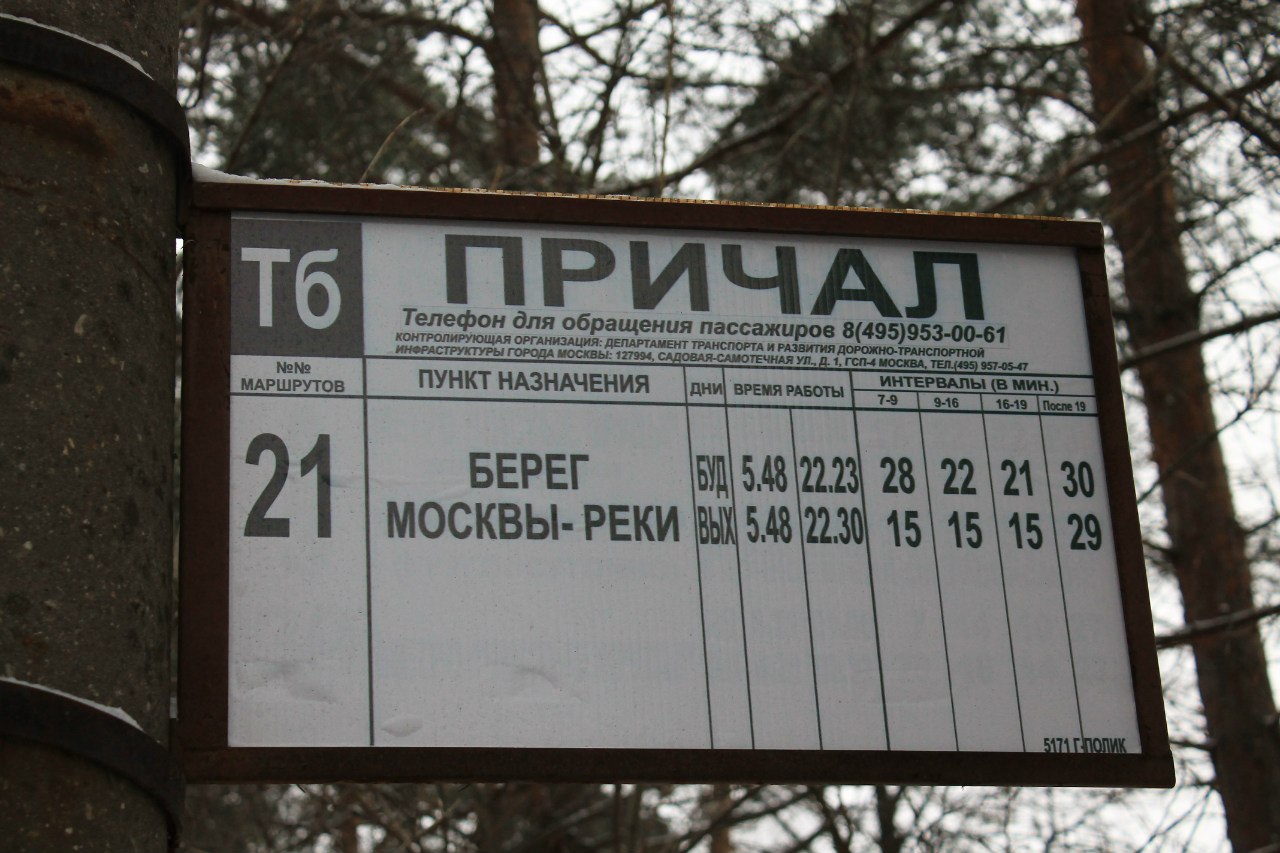 Тб
ПРИЧАЛ
Телефон для обращения пассажиров 8(495)953-00-61
КОНТРОЛИРУЮЩАЯ ОРГАНИЗАЦИЯ: ДЕПАРТАМЕНТ ТРАНСПОРТА И РАЗВИТИЯ ДОРОЖНО-ТРАНСПОРТНОЙ
ИНФРАСТРУКТУРЫ ГОРОДА МОСКВЫ: 127994, САДОВАЯ-САМОТЕЧНАЯ УЛ., Д. 1, ГСП-4 МОСКВА, ТЕЛ.(495) 957-05-47
№№ МАРШРУТОВ ПУНКТ НАЗНАЧЕНИЯ ДНИ ВРЕМЯ РАБОТЫ ИНТЕРВАЛЫ (В МИН.)
7-9 9-16 16-19 После 19
21 БЕРЕГ БУД 5.48 22.23 28 22 21 30
МОСКВЫ- РЕКИ ВЫХ 5.48 22.30 15 15 15 29
5171 Г-ПОЛИК